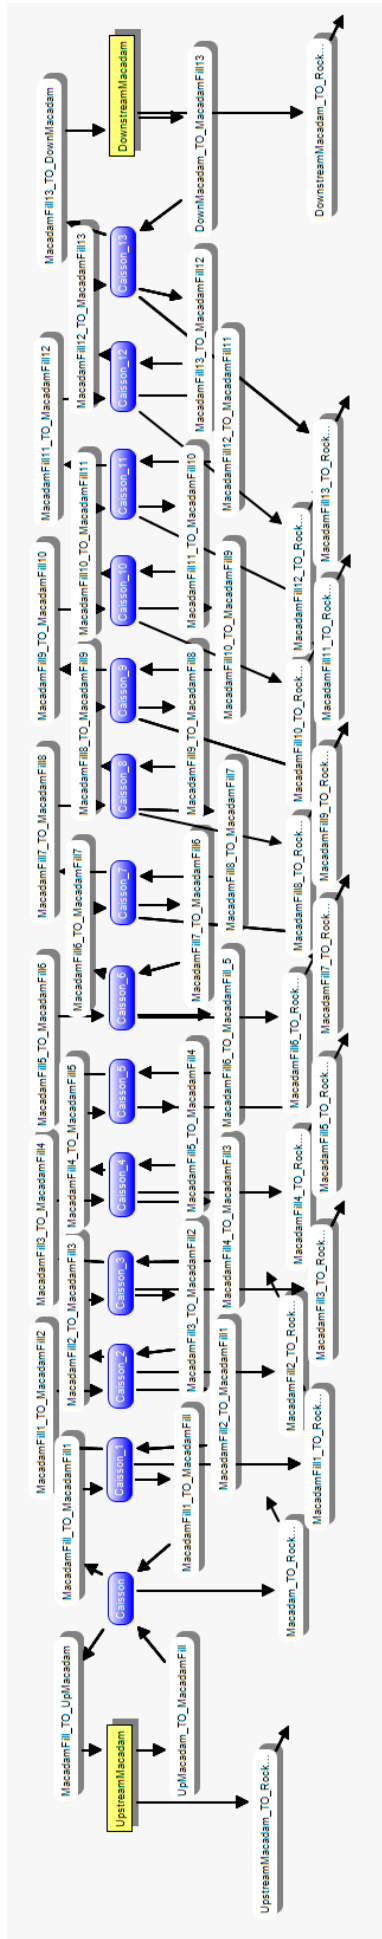 MacadamFill13_TO_DownMacadam
DownstreamMacadam
DownMacadam_TO_MacadamFill13
DownstreamMacadam_TO_Rock...
MacadamFill12_TO_MacadamFill13
Caisson_13
MacadamFill13_TO_MacadamFill12
MacadamFill13_TO_Rock...
MacadamFill11_TO_MacadamFill12
Caisson_12
MacadamFill12_TO_MacadamFill11
MacadamFill12_TO_Rock...
MacadamFill10_TO_MacadamFill11
Caisson_11
MacadamFill11_TO_MacadamFill10
MacadamFill11_TO_Rock...
MacadamFill9_TO_MacadamFill10
Caisson_10
MacadamFill10_TO_MacadamFill9
MacadamFill10_TO_Rock...
MacadamFill8_TO_MacadamFill9
Caisson_9
MacadamFill9_TO_MacadamFill8
MacadamFill9_TO_Rock...
MacadamFill7_TO_MacadamFill8
Caisson_8
MacadamFill8_TO_MacadamFill7
MacadamFill8_TO_Rock...
MacadamFill6_TO_MacadamFill7
Caisson_7
MacadamFill7_TO_MacadamFill6
MacadamFill7_TO_Rock...
MacadamFill5_TO_MacadamFill6
Caisson_6
MacadamFill6_TO_MacadamFill_5
MacadamFill6_TO_Rock...
MacadamFill4_TO_MacadamFill5
Caisson_5
MacadamFill5_TO_MacadamFill4
MacadamFill5_TO_Rock...
MacadamFill3_TO_MacadamFill4
Caisson_4
MacadamFill4_TO_MacadamFill3
MacadamFill4_TO_Rock...
MacadamFill2_TO_MacadamFill3
Caisson_3
MacadamFill3_TO_MacadamFill2
MacadamFill3_TO_Rock...
MacadamFill1_TO_MacadamFill2
Caisson_2
MacadamFill2_TO_MacadamFill1
MacadamFill2_TO_Rock...
MacadamFill_TO_MacadamFill1
Caisson_1
MacadamFill1_TO_MacadamFill
MacadamFill1_TO_Rock...
Caisson
Macadam_TO_Rock...
MacadamFill_TO_UpMacadam
UpstreamMacadam
UpMacadam_TO_MacadamFill
UpstreamMacadam_TO_Rock...